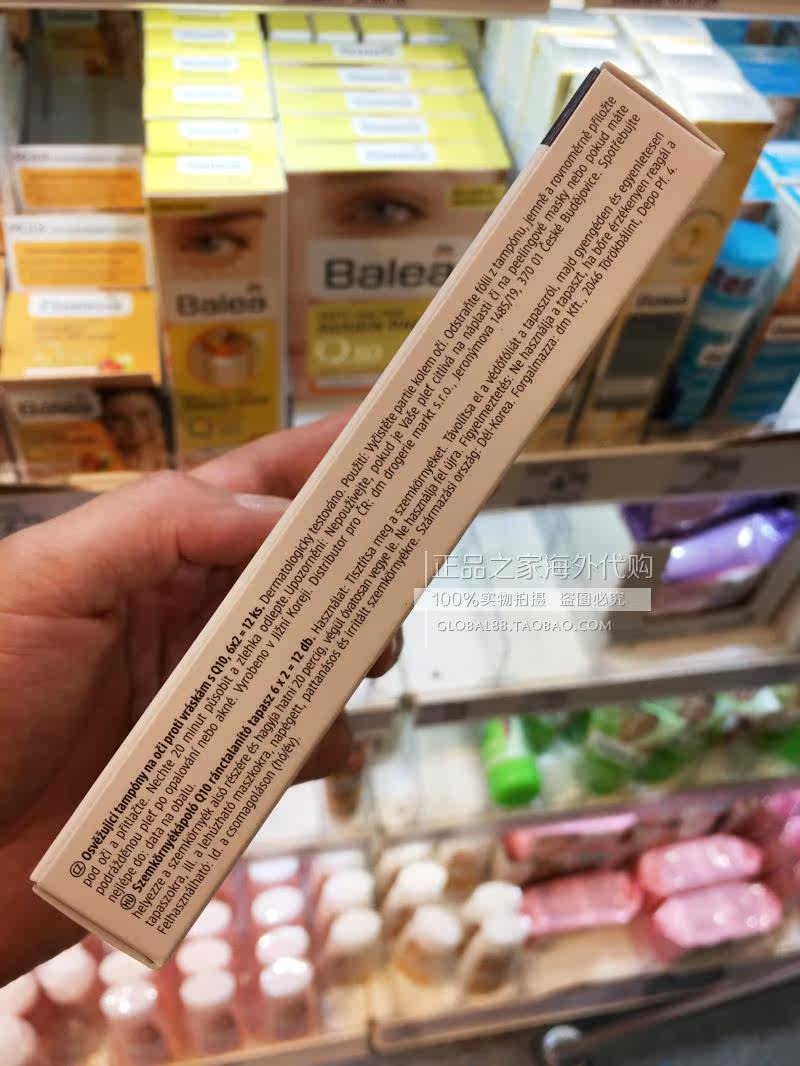 CZ Osvěžující tampóny na oči proti vráskám s Q10, 6x2 = 12 ks. Dermatologicky testováno. Použití: Vyčistěte partie kolem očí. Odstraňte fólii z tampónu, jemně a rovnoměrně přiložte
pod oči a přitlačte. Nechte 20 minut působit a zlehka odlepte. Upozornění: Nepoužívejte, pokud je Vaše pleť citlivá na náplasti či na peelingové masky nebo pokud máte
podrážděnou pleť po opalování nebo akné. Vyrobeno v Jižní Koreji. Distributor pro ČR: dm drogerie markt s.r.o., Jeronýmova 1485/19, 370 01 České Budějovice. Spotřebujte
nejlépe do: data na obalu.
HU Szemkörnyékápoló Q10 ránctalanító tapasz 6 x 2 = 12 db. Használat: Tisztítsa meg a szemkörnyéket. Távolítsa el a védőfóliát a tapaszról, majd gyengéden és egyenletesen
helyezze a szemkörnyék alsó részére és hagyja hatni 20 percig, végül óvatosan vegye le. Ne használja fel újra. Figyelmeztetés: Ne használja a tapaszt, ha bőre érzékenyen reagál a
tapaszokra, ill. a lehúzható maszkokra, napégett, pattanásos és irritált szemkörnyékre. Származási ország: Dél-Korea. Forgalmazza: dm Kft., 2046 Törökbálint, Depo Pf. 4.
Felhasználható: ld. a csomagoláson (hó/év).
Balea
Balea
Q10
正品之家海外代购
100%实物拍摄 盗图必究
GLOBAL88.TAOBAO.COM